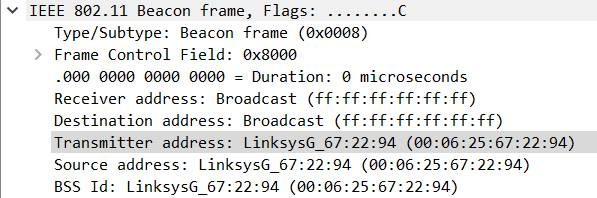 IEEE 802.11 Beacon frame, Flags: ........C
Type/Subtype: Beacon frame (0x0008)
Frame Control Field: 0x8000
.000 0000 0000 0000 = Duration: 0 microseconds
Receiver address: Broadcast (ff:ff:ff:ff:ff:ff)
Destination address: Broadcast (ff:ff:ff:ff:ff:ff)
Transmitter address: LinksysG_67:22:94 (00:06:25:67:22:94)
Source address: LinksysG_67:22:94 (00:06:25:67:22:94)
BSS Id: LinksysG_67:22:94 (00:06:25:67:22:94)